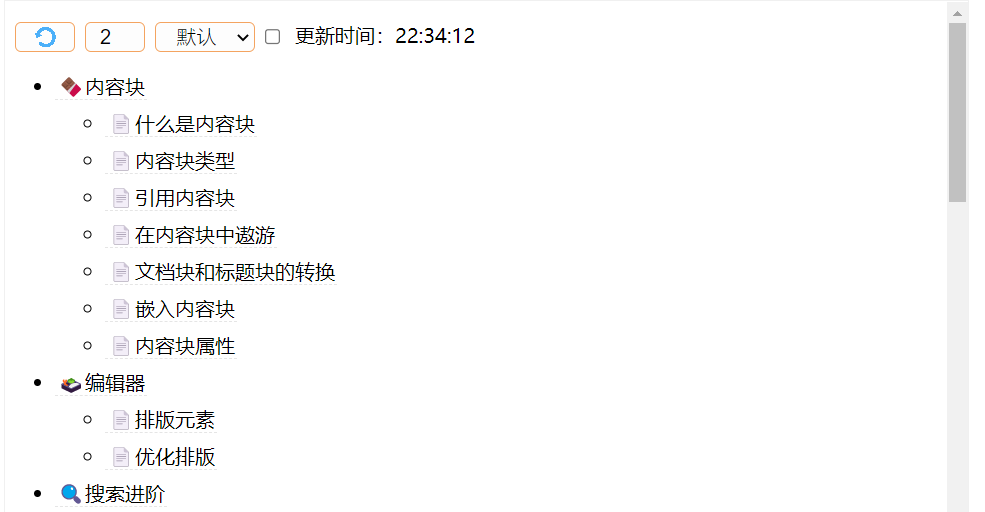 2 默认 更新时间：22:34:12
内容块
什么是内容块
内容块类型
引用内容块
在内容块中遨游
文档块和标题块的转换
嵌入内容块
内容块属性
编辑器
排版元素
优化排版
搜索进阶